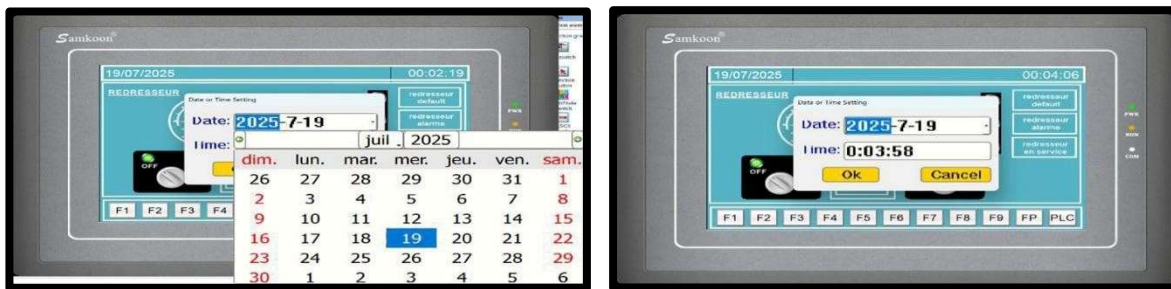 Samkoon
19/07/2025 00:02:19
REDRESSEUR
redresseur
default
redresseur
alarme
Date or Time Setting
Date: 2025-7-19
Time:
OFF
juil 2025
dim. lun. mar. mer. jeu. ven. sam.
26 27 28 29 30 31 1
2 3 4 5 6 7 8
9 10 11 12 13 14 15
16 17 18 19 20 21 22
23 24 25 26 27 28 29
30 1 2 3 4 5 6
F1 F2 F3 F4
PWR
Samkoon
19/07/2025 00:04:06
REDRESSEUR
redresseur
default
redresseur
alarme
redresseur
en service
Date or Time Setting
Date: 2025-7-19
Time: 0:03:58
Ok Cancel
OFF
F1 F2 F3 F4 F5 F6 F7 F8 F9 FP PLC
PWR
RUN
COM